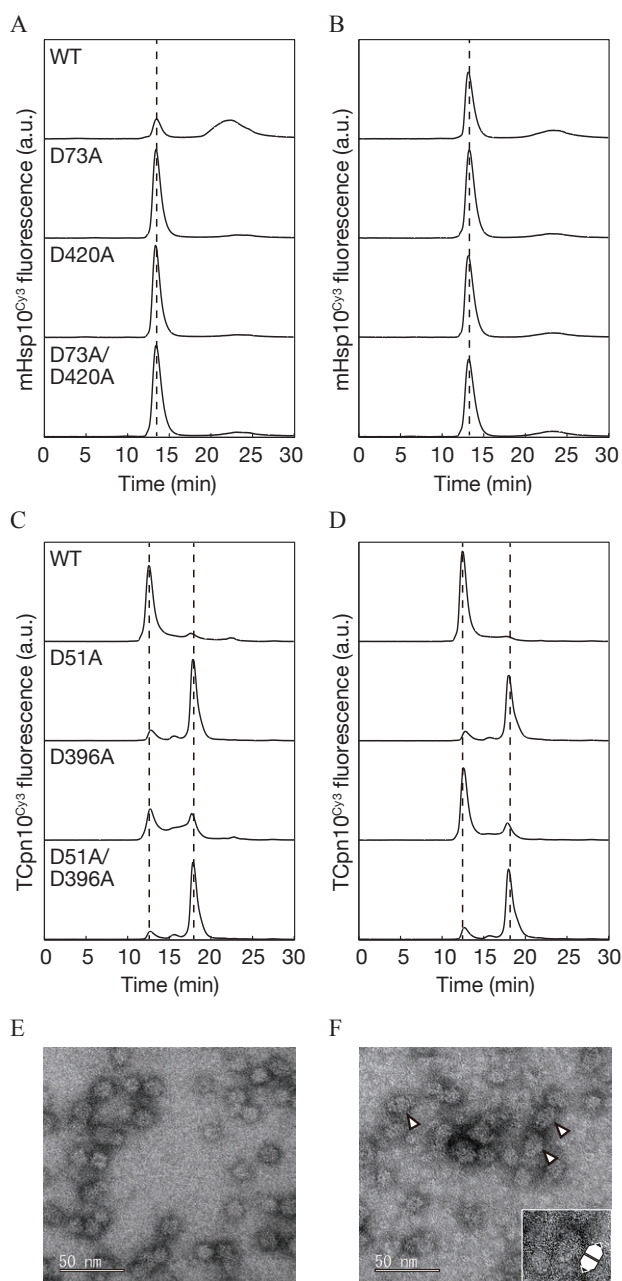 A
B
WT
D73A
D420A
D73A/
D420A
mHsp10Cy3 fluorescence (a.u.)
mHsp10Cy3 fluorescence (a.u.)
0 5 10 15 20 25 30
0 5 10 15 20 25 30
Time (min)
Time (min)
C
D
WT
D51A
D396A
D51A/
D396A
TCpn10Cy3 fluorescence (a.u.)
TCpn10Cy3 fluorescence (a.u.)
0 5 10 15 20 25 30
0 5 10 15 20 25 30
Time (min)
Time (min)
E
F
50 nm
50 nm